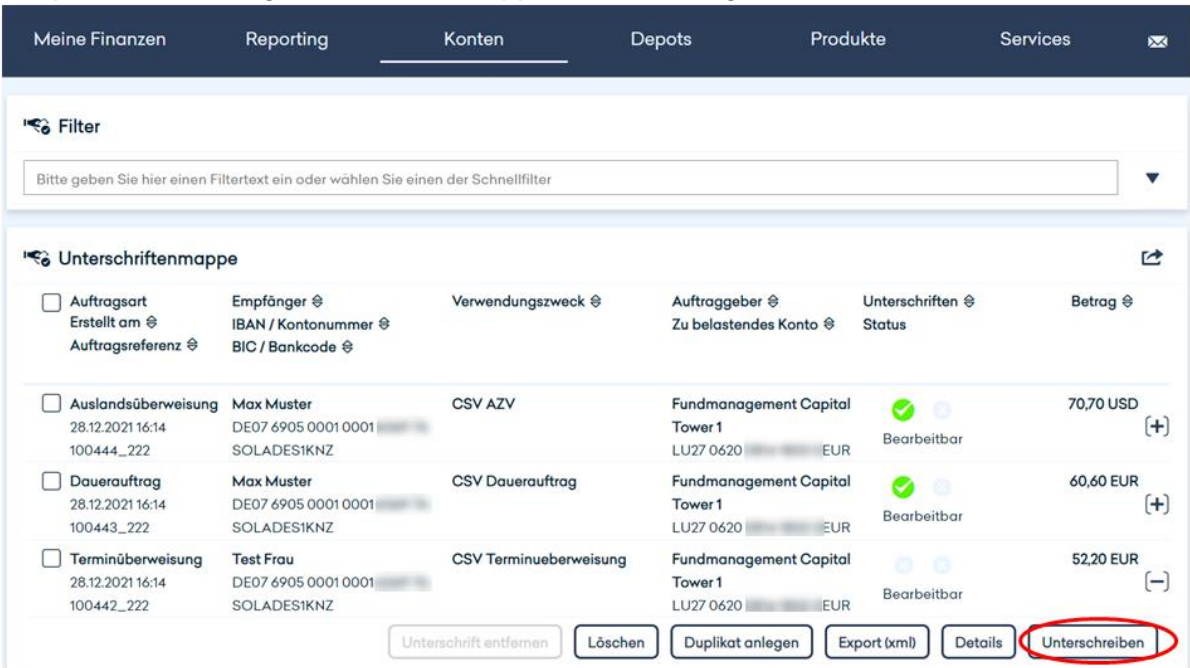 Meine Finanzen Reporting Konten Depots Produkte Services
Filter
Bitte geben Sie hier einen Filtertext ein oder wählen Sie einen der Schnellfilter
Unterschriftenmappe
Auftragsart Empfänger Verwendungszweck Auftraggeber Unterschriften Betrag
Erstellt am IBAN / Kontonummer Zu belastendes Konto Status
Auftragsreferenz BIC / Bankcode
Auslandsüberweisung Max Muster CSV AZV Fundmanagement Capital 70,70 USD
28.12.2021 16:14 DE07 6905 0001 0001 Tower 1 Bearbeitbar
100444_222 SOLADES1KNZ LU27 0620 EUR
Dauerauftrag Max Muster CSV Dauerauftrag Fundmanagement Capital 60,60 EUR
28.12.2021 16:14 DE07 6905 0001 0001 Tower 1 Bearbeitbar
100443_222 SOLADES1KNZ LU27 0620 EUR
Terminüberweisung Test Frau CSV Terminueberweisung Fundmanagement Capital 52,20 EUR
28.12.2021 16:14 DE07 6905 0001 0001 Tower 1 Bearbeitbar
100442_222 SOLADES1KNZ LU27 0620 EUR
Unterschrift entfernen Löschen Duplikat anlegen Export (xml) Details Unterschreiben